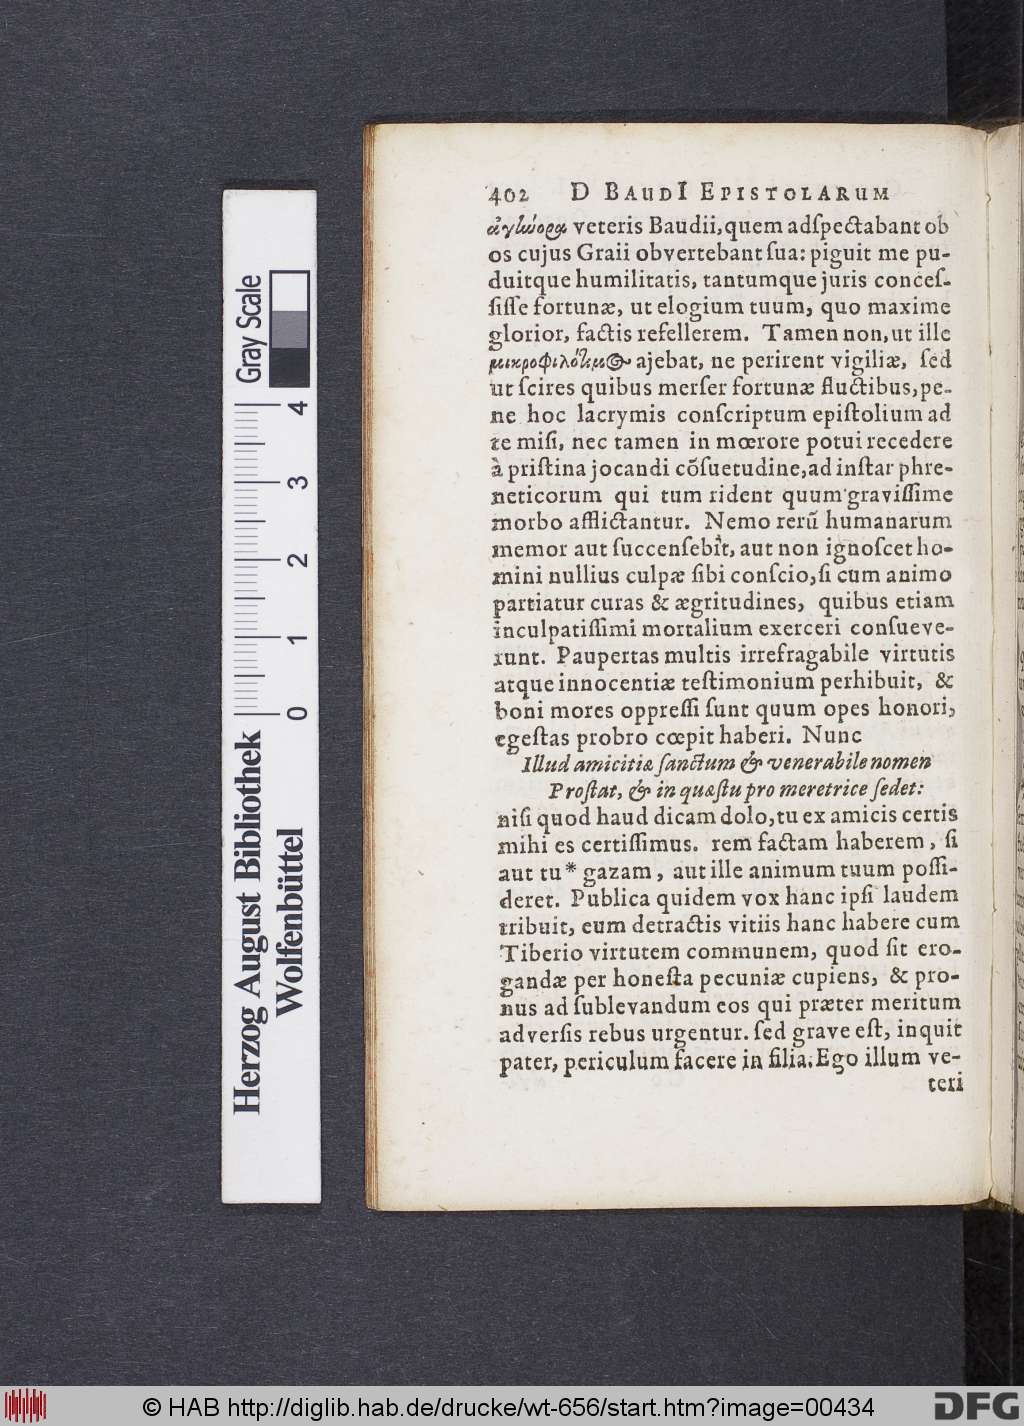 402 D BAUDI EPISTOLARUM
veteris Baudii, quem adſpectabant ob
os cujus Graii obvertebant ſua: piguit me pu-
duitque humilitatis, tantumque juris conceſ-
ſiſſe fortunæ, ut elogium tuum, quo maxime
glorior, factis refellerem. Tamen non, ut ille
μικροφιλότιμος ajebat, ne perirent vigiliæ, ſed
ut ſcires quibus merſer fortunæ fluctibus, pe-
ne hoc lacrymis conſcriptum epiſtolium ad
te miſi, nec tamen in mœrore potui recedere
à priſtina jocandi cõſuetudine, ad inſtar phre-
neticorum qui tum rident quum graviſſime
morbo afflictantur. Nemo rerũ humanarum
memor aut ſuccenſebit, aut non ignoſcet ho-
mini nullius culpæ ſibi conſcio, ſi cum animo
partiatur curas & ægritudines, quibus etiam
inculpatiſſimi mortalium exerceri conſueve-
runt. Paupertas multis irrefragabile virtutis
atque innocentiæ teſtimonium perhibuit, &
boni mores oppreſſi ſunt quum opes honori,
egeſtas probro cœpit haberi. Nunc
Illud amicitiæ ſanctum & venerabile nomen
Proſtat, & in quæſtu pro meretrice ſedet:
niſi quod haud dicam dolo, tu ex amicis certis
mihi es certiſſimus. rem factam haberem, ſi
aut tu* gazam, aut ille animum tuum poſſi-
deret. Publica quidem vox hanc ipſi laudem
tribuit, eum detractis vitiis hanc habere cum
Tiberio virtutem communem, quod ſit ero-
gandæ per honeſta pecuniæ cupiens, & pro-
nus ad ſublevandum eos qui præter meritum
adverſis rebus urgentur. ſed grave eſt, inquit
pater, periculum facere in filia. Ego illum ve-
teri
Gray Scale
0 1 2 3 4
Herzog August Bibliothek
Wolfenbüttel
© HAB http://diglib.hab.de/drucke/wt-656/start.htm?image=00434
DFG